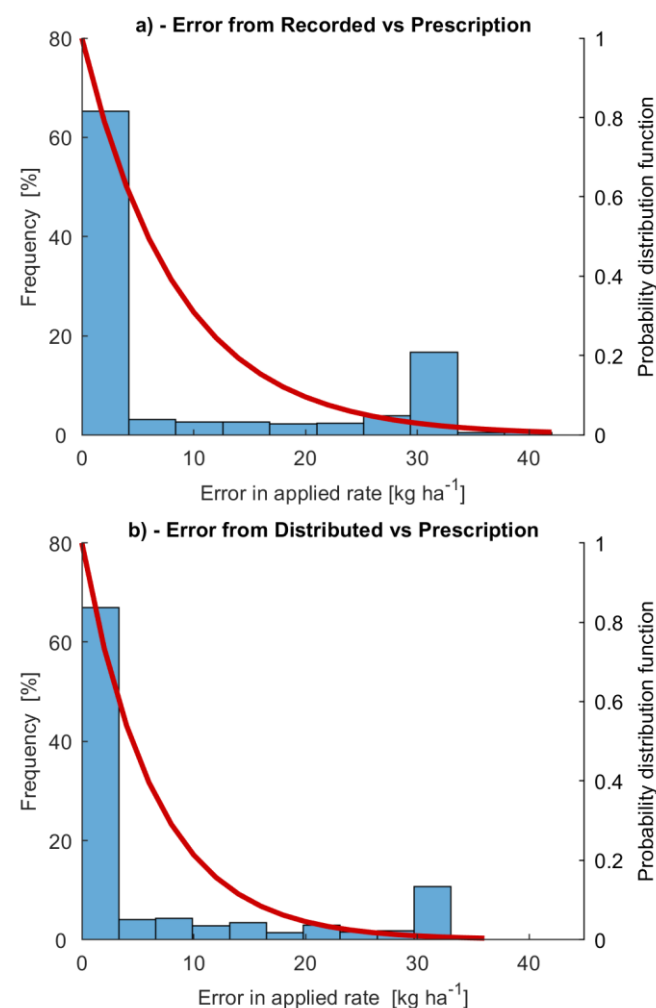 a) - Error from Recorded vs Prescription
80
60
40
20
0
Frequency [%]
1
0.8
0.6
0.4
0.2
0
Probability distribution function
0 10 20 30 40
Error in applied rate [kg ha⁻¹]
b) - Error from Distributed vs Prescription
80
60
40
20
0
Frequency [%]
1
0.8
0.6
0.4
0.2
0
Probability distribution function
0 10 20 30 40
Error in applied rate [kg ha⁻¹]